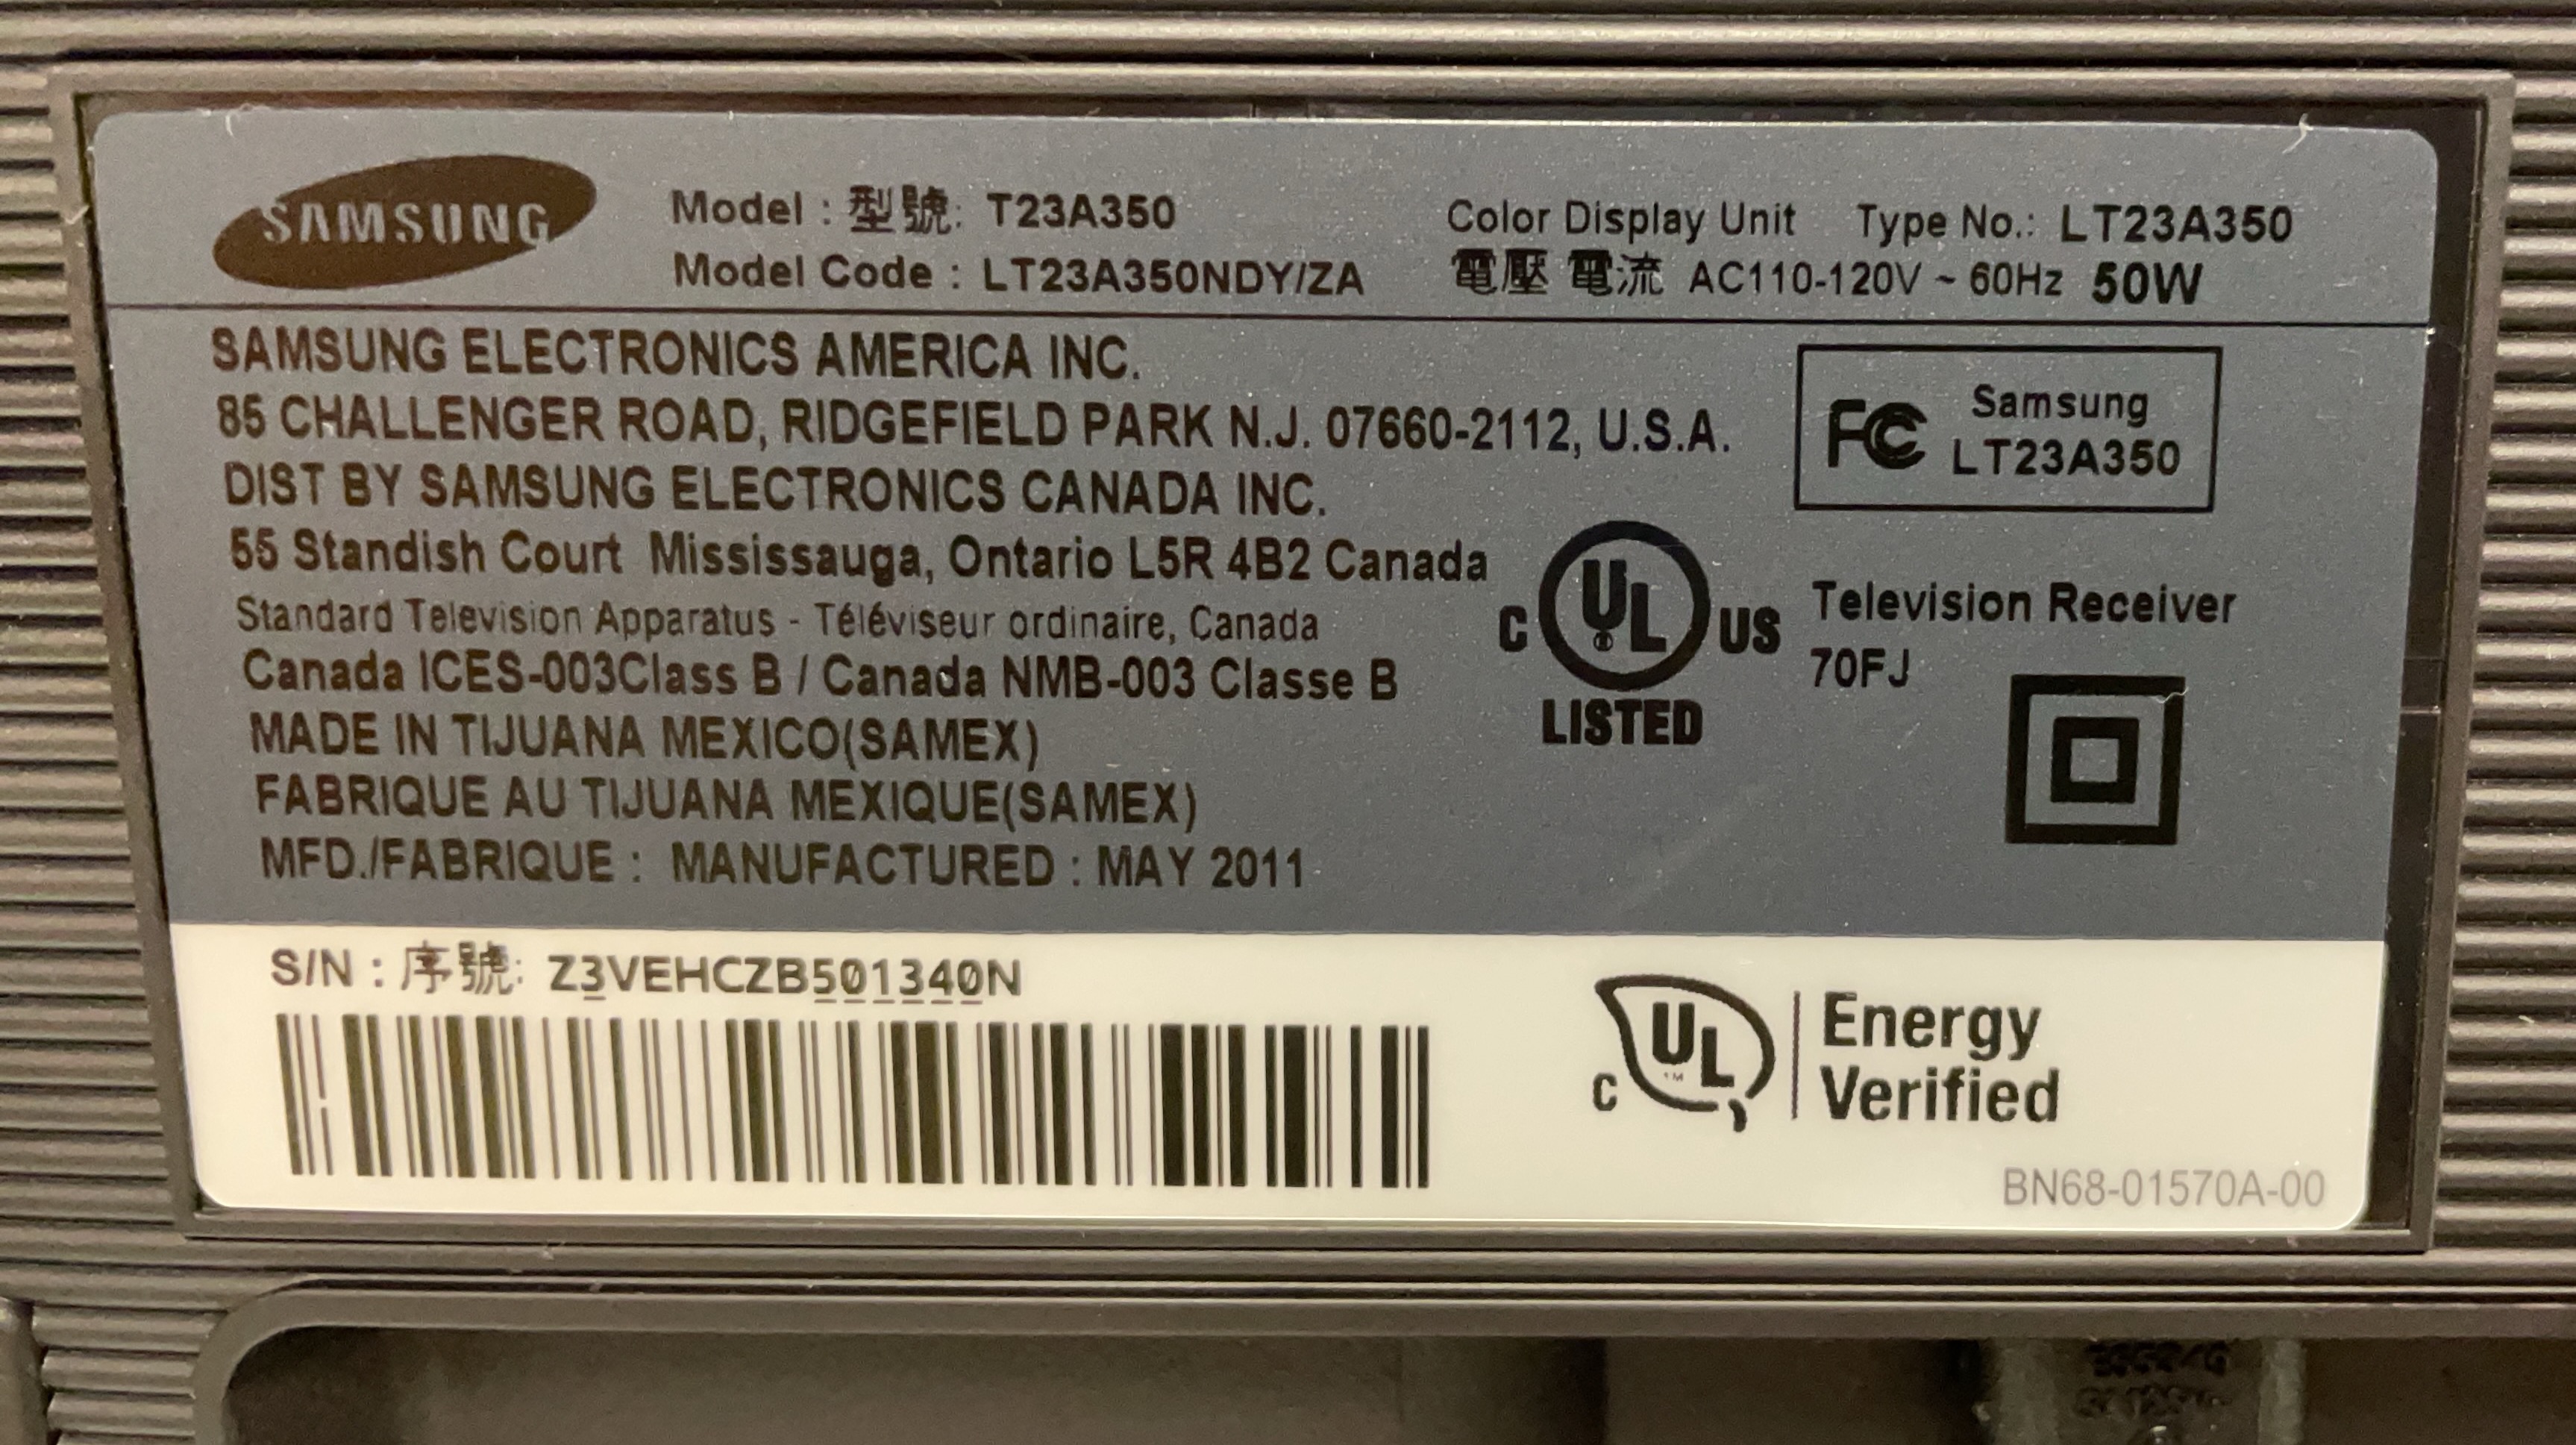 SAMSUNG
Model : 型號: T23A350
Model Code : LT23A350NDY/ZA
Color Display Unit Type No.: LT23A350
電壓 電流 AC110-120V ~ 60Hz 50W
SAMSUNG ELECTRONICS AMERICA INC.
85 CHALLENGER ROAD, RIDGEFIELD PARK N.J. 07660-2112, U.S.A.
DIST BY SAMSUNG ELECTRONICS CANADA INC.
55 Standish Court Mississauga, Ontario L5R 4B2 Canada
Standard Television Apparatus - Téléviseur ordinaire, Canada
Canada ICES-003Class B / Canada NMB-003 Classe B
MADE IN TIJUANA MEXICO(SAMEX)
FABRIQUE AU TIJUANA MEXIQUE(SAMEX)
MFD./FABRIQUE : MANUFACTURED : MAY 2011
FC Samsung
LT23A350
C UL ® US
LISTED
Television Receiver
70FJ
S/N : 序號: Z3VEHCZB501340N
C UL ™
Energy
Verified
BN68-01570A-00